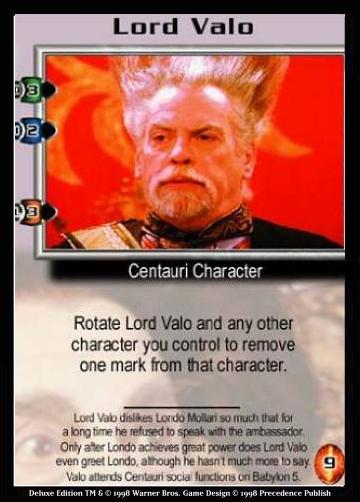 Lord Valo
D 3
D 2
L 3
Centauri Character
Rotate Lord Valo and any other
character you control to remove
one mark from that character.
Lord Valo dislikes Londo Mollari so much that for
a long time he refused to speak with the ambassador.
Only after Londo achieves great power does Lord Valo
even greet Londo, although he hasn't much more to say.
Valo attends Centauri social functions on Babylon 5.
9
Deluxe Edition TM & © 1998 Warner Bros. Game Design © 1998 Precedence Publish